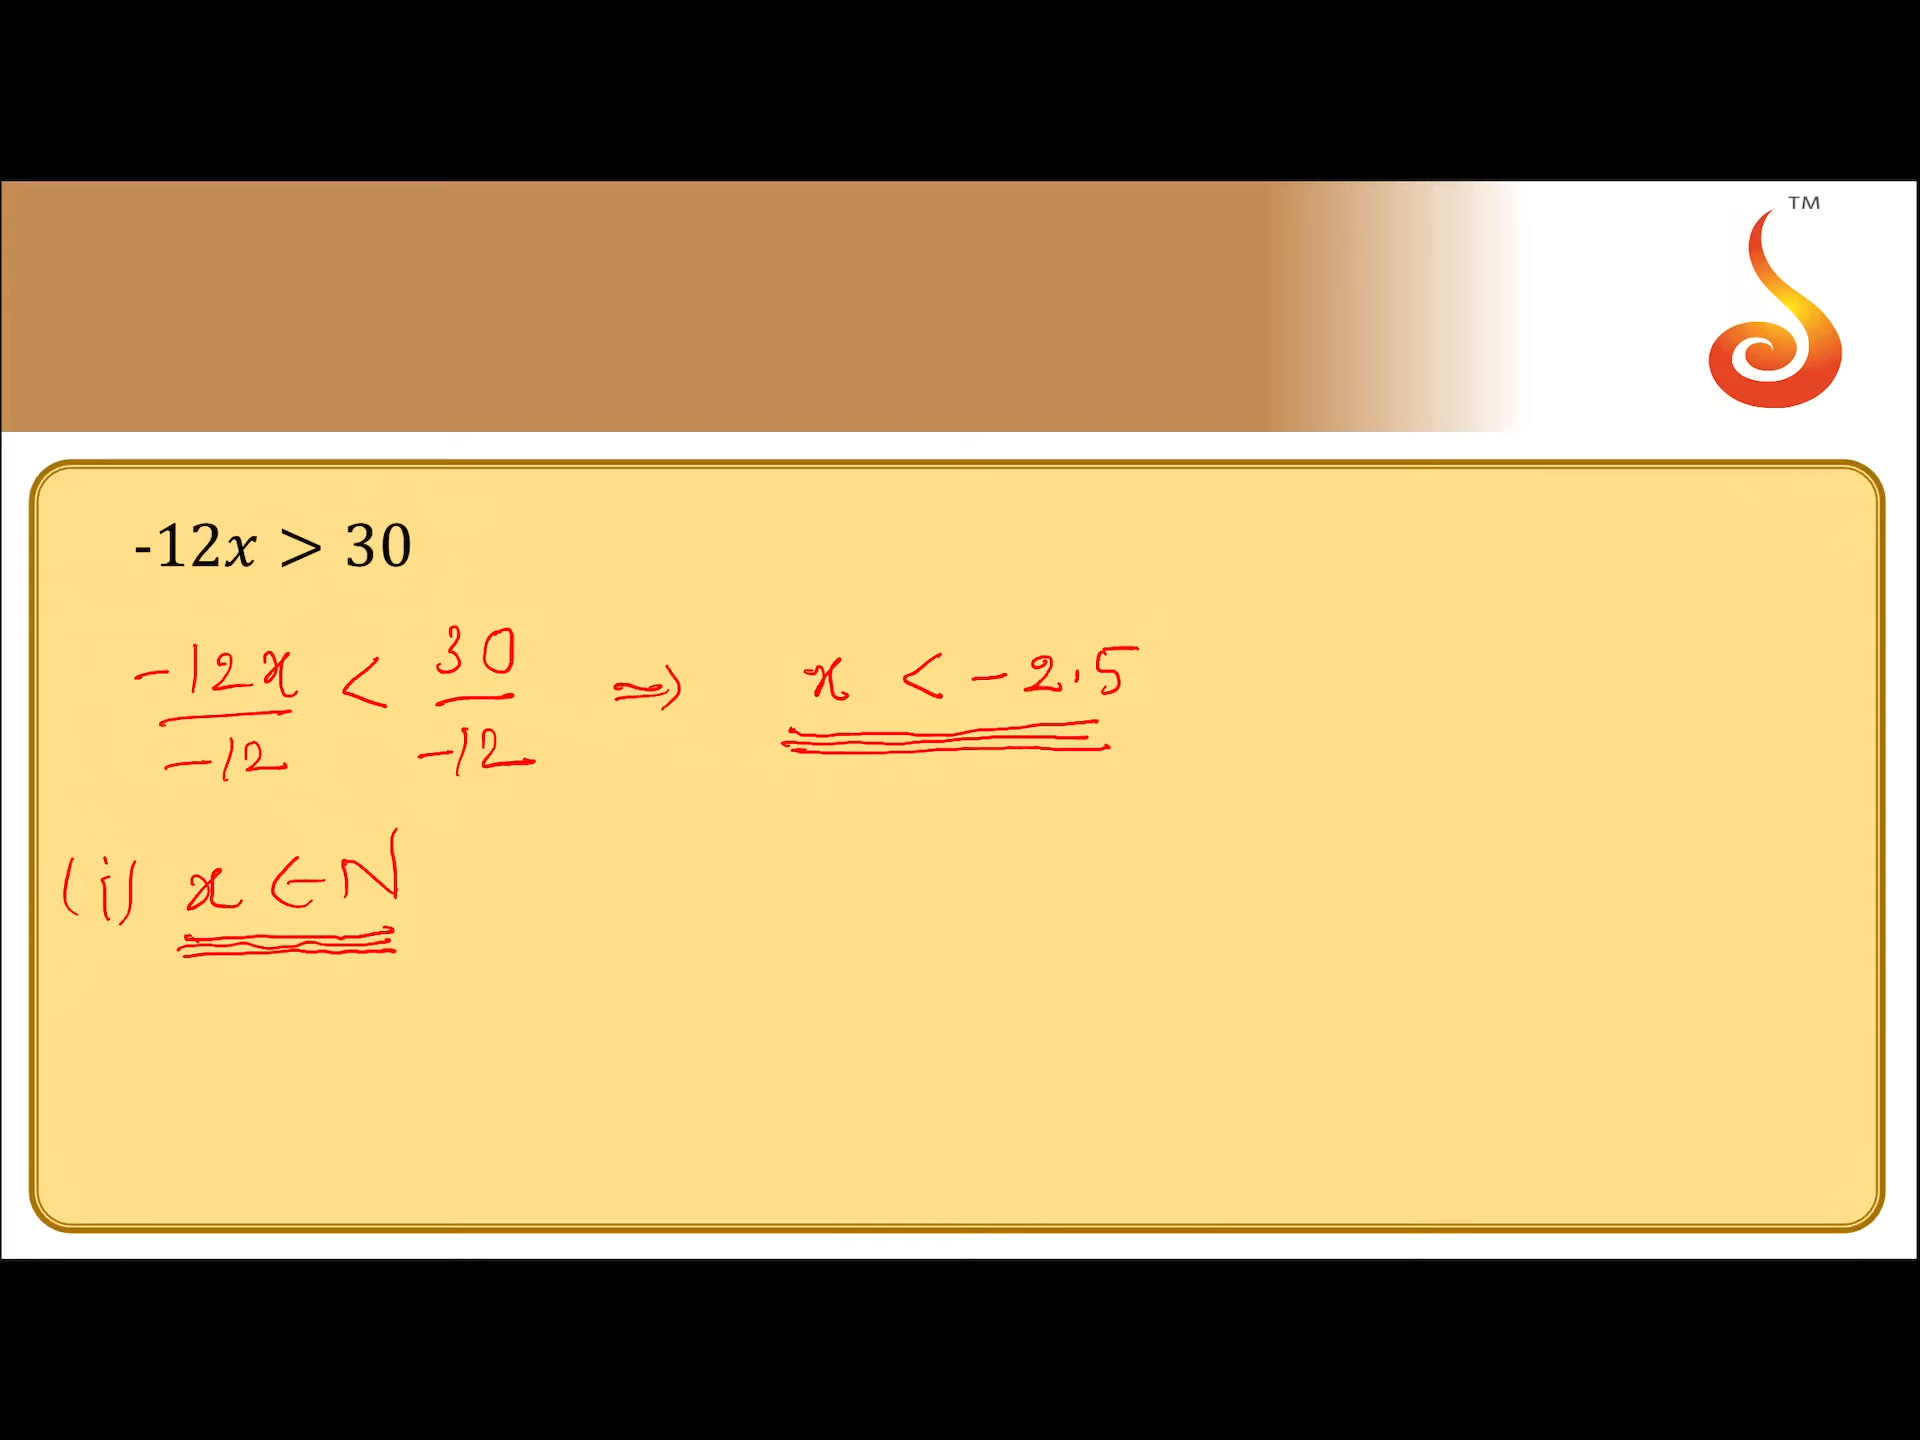 TM
-12x > 30
-12x/-12 < 30/-12 ⇒ x < -2.5
(i) x ∈ N